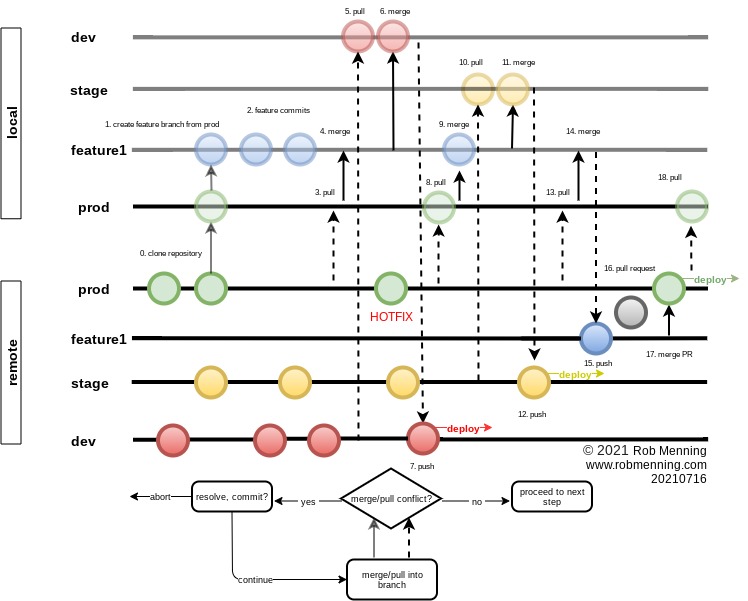 5. pull
6. merge
dev
10. pull
11. merge
stage
local
1. create feature branch from prod
2. feature commits
4. merge
9. merge
14. merge
feature1
3. pull
8. pull
13. pull
18. pull
prod
0. clone repository
16. pull request
deploy
prod
HOTFIX
remote
feature1
17. merge PR
15. push
stage
deploy
12. push
deploy
dev
7. push
© 2021 Rob Menning
www.robmenning.com
20210716
abort
resolve, commit?
yes
merge/pull conflict?
no
proceed to next
step
continue
merge/pull into
branch